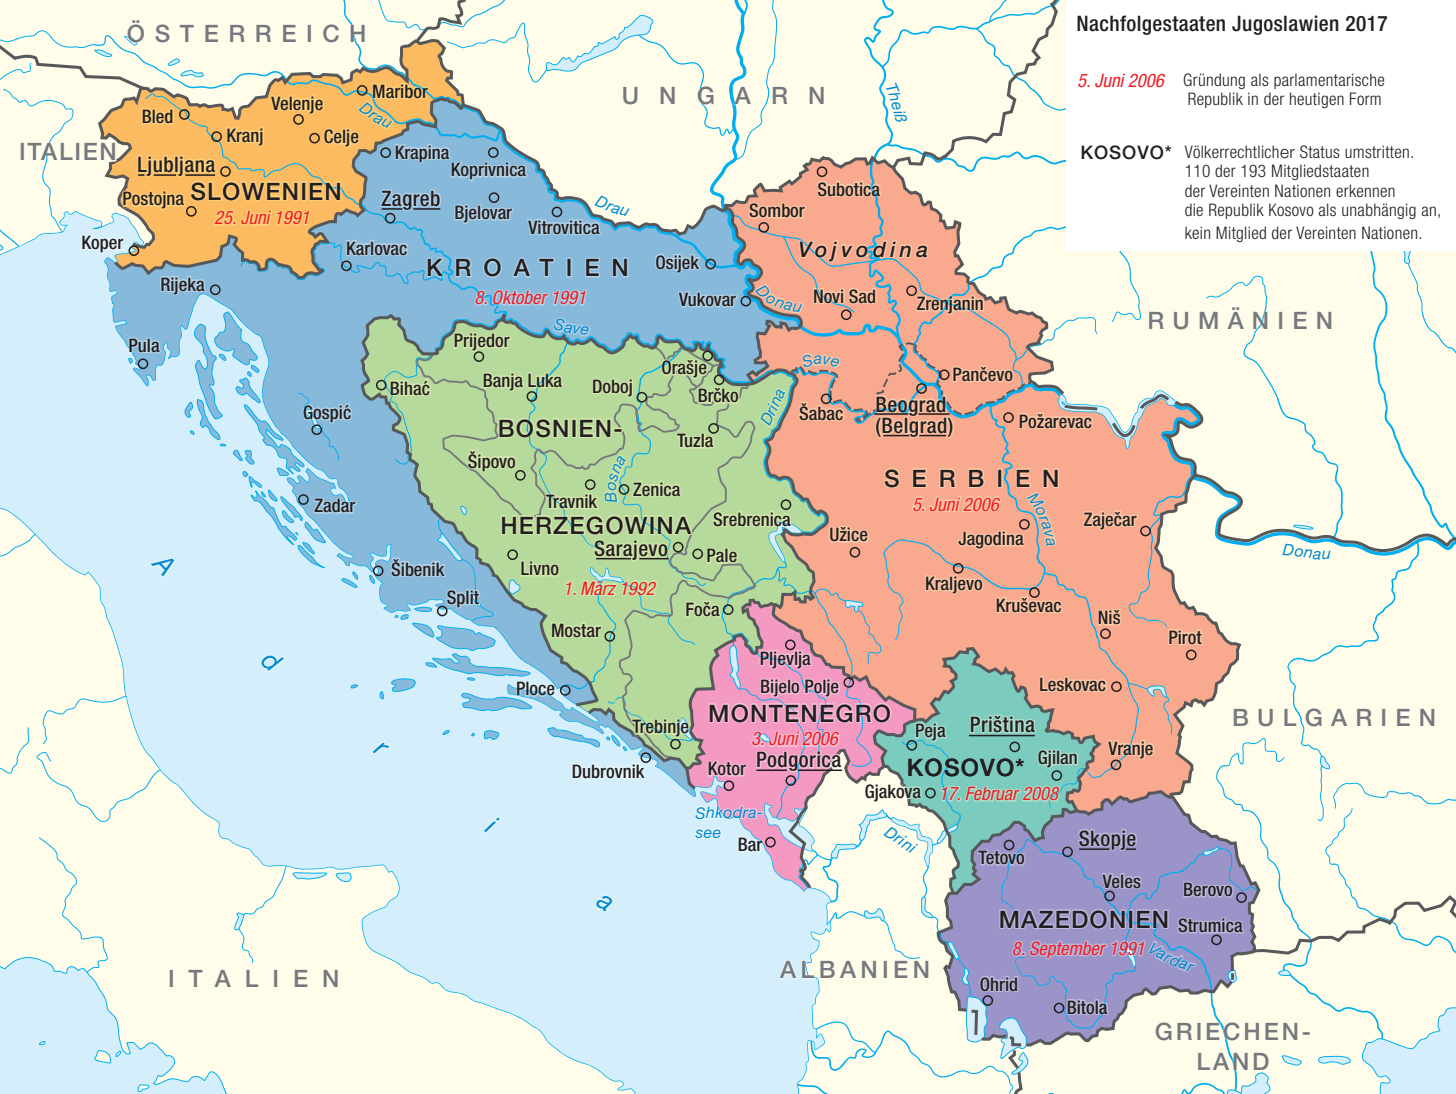 Nachfolgestaaten Jugoslawien 2017
5. Juni 2006
Gründung als parlamentarische
Republik in der heutigen Form
KOSOVO*
Völkerrechtlicher Status umstritten.
110 der 193 Mitgliedstaaten
der Vereinten Nationen erkennen
die Republik Kosovo als unabhängig an,
kein Mitglied der Vereinten Nationen.
ÖSTERREICH
UNGARN
ITALIEN
RUMÄNIEN
BULGARIEN
GRIECHEN-
LAND
ALBANIEN
ITALIEN
Adria
Theiß
Drau
Maribor
Velenje
Bled
Kranj
Celje
Ljubljana
SLOWENIEN
Postojna
25. Juni 1991
Koper
Krapina
Koprivnica
Zagreb
Bjelovar
Vitrovitica
Drau
Karlovac
KROATIEN
Osijek
8. Oktober 1991
Vukovar
Rijeka
Pula
Save
Gospić
Zadar
Šibenik
Split
Ploce
Dubrovnik
Subotica
Sombor
Vojvodina
Donau
Novi Sad
Zrenjanin
Save
Pančevo
Šabac
Beograd
(Belgrad)
Požarevac
SERBIEN
5. Juni 2006
Morava
Užice
Jagodina
Zaječar
Kraljevo
Kruševac
Niš
Pirot
Leskovac
Vranje
Donau
Prijedor
Orašje
Bihać
Banja Luka
Doboj
Brčko
Drina
BOSNIEN-
Tuzla
Šipovo
Bosna
Travnik
Zenica
HERZEGOWINA
Srebrenica
Sarajevo
Pale
Livno
1. März 1992
Foča
Mostar
Trebinje
Pljevlja
Bijelo Polje
MONTENEGRO
3. Juni 2006
Podgorica
Kotor
Shkodra-
see
Bar
Peja
Priština
KOSOVO*
Gjilan
Gjakova
17. Februar 2008
Drini
Skopje
Tetovo
Veles
Berovo
MAZEDONIEN
Strumica
8. September 1991
Vardar
Ohrid
Bitola